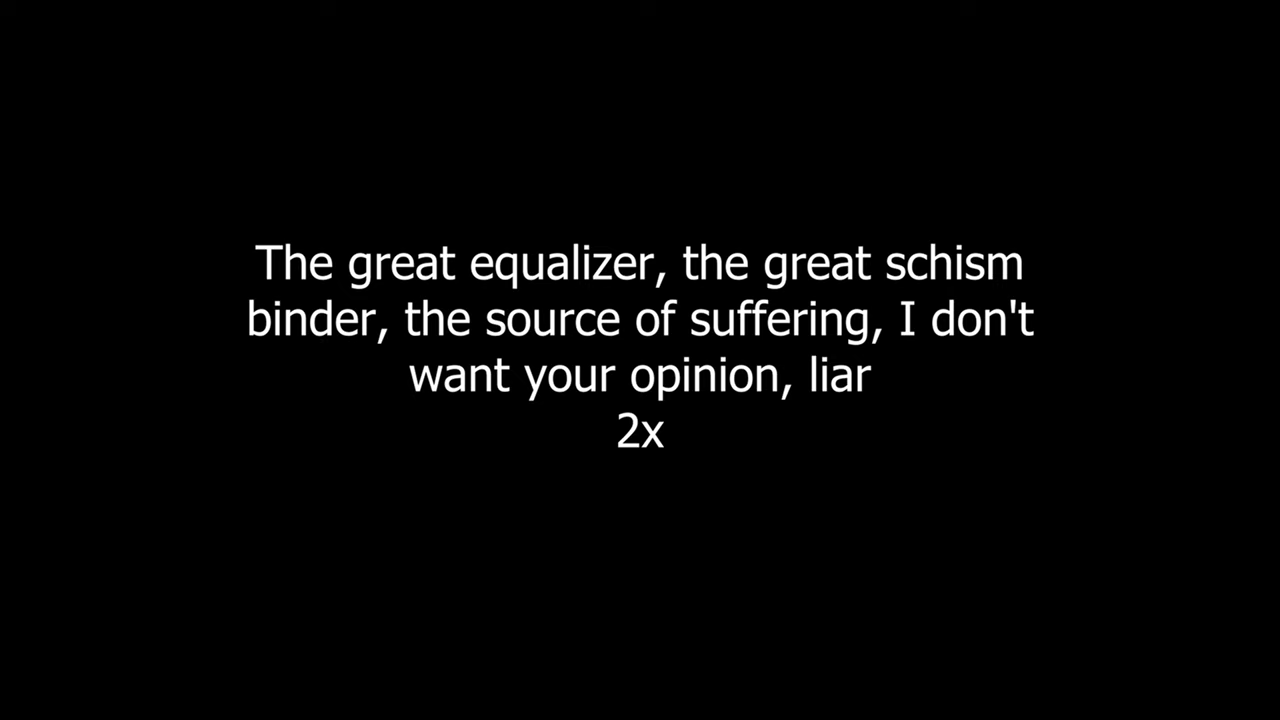 The great equalizer, the great schism
binder, the source of suffering, I don't
want your opinion, liar
2x